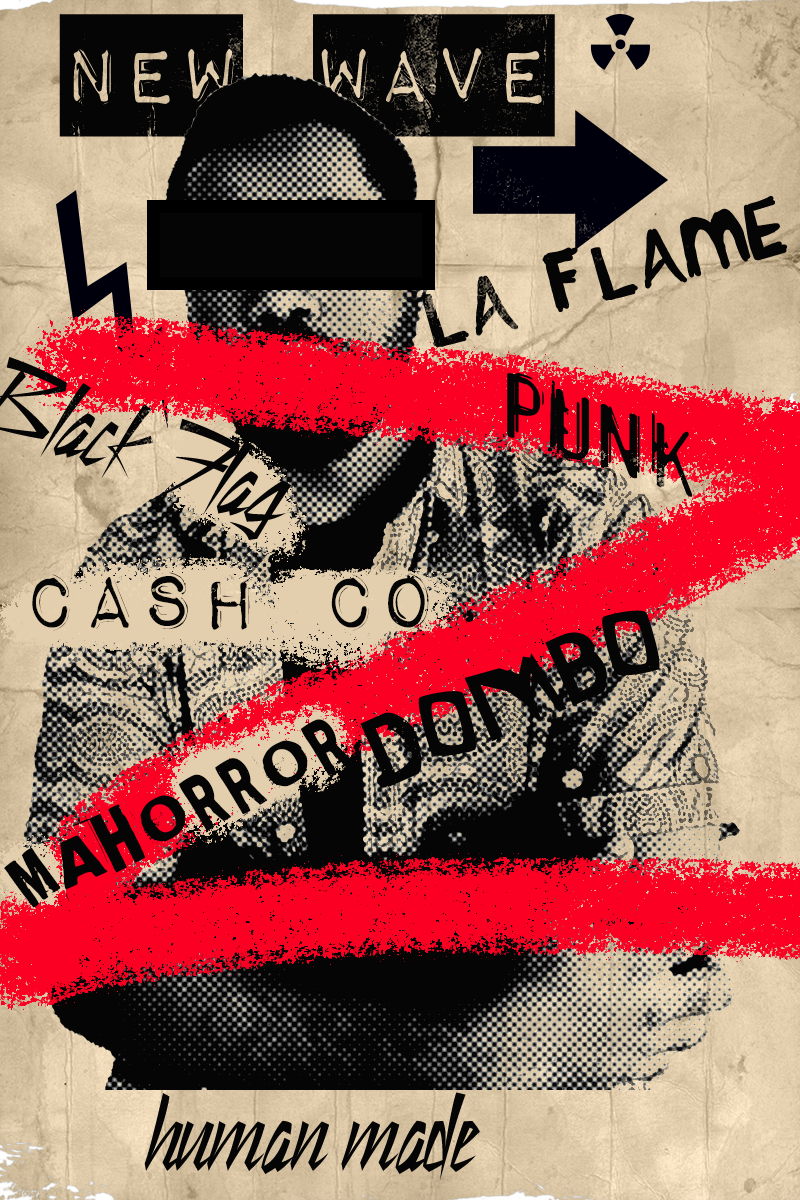 NEW WAVE
LA FLAME
PUNK
Black Flag
CASH CO
DOMBO
MAHORROR
human made